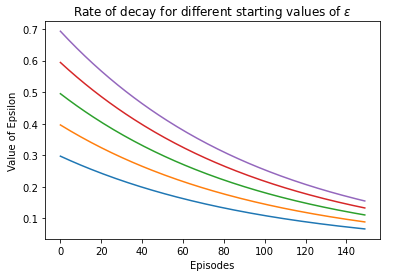 Rate of decay for different starting values of ε
0.7
0.6
0.5
0.4
0.3
0.2
0.1
Value of Epsilon
0 20 40 60 80 100 120 140
Episodes